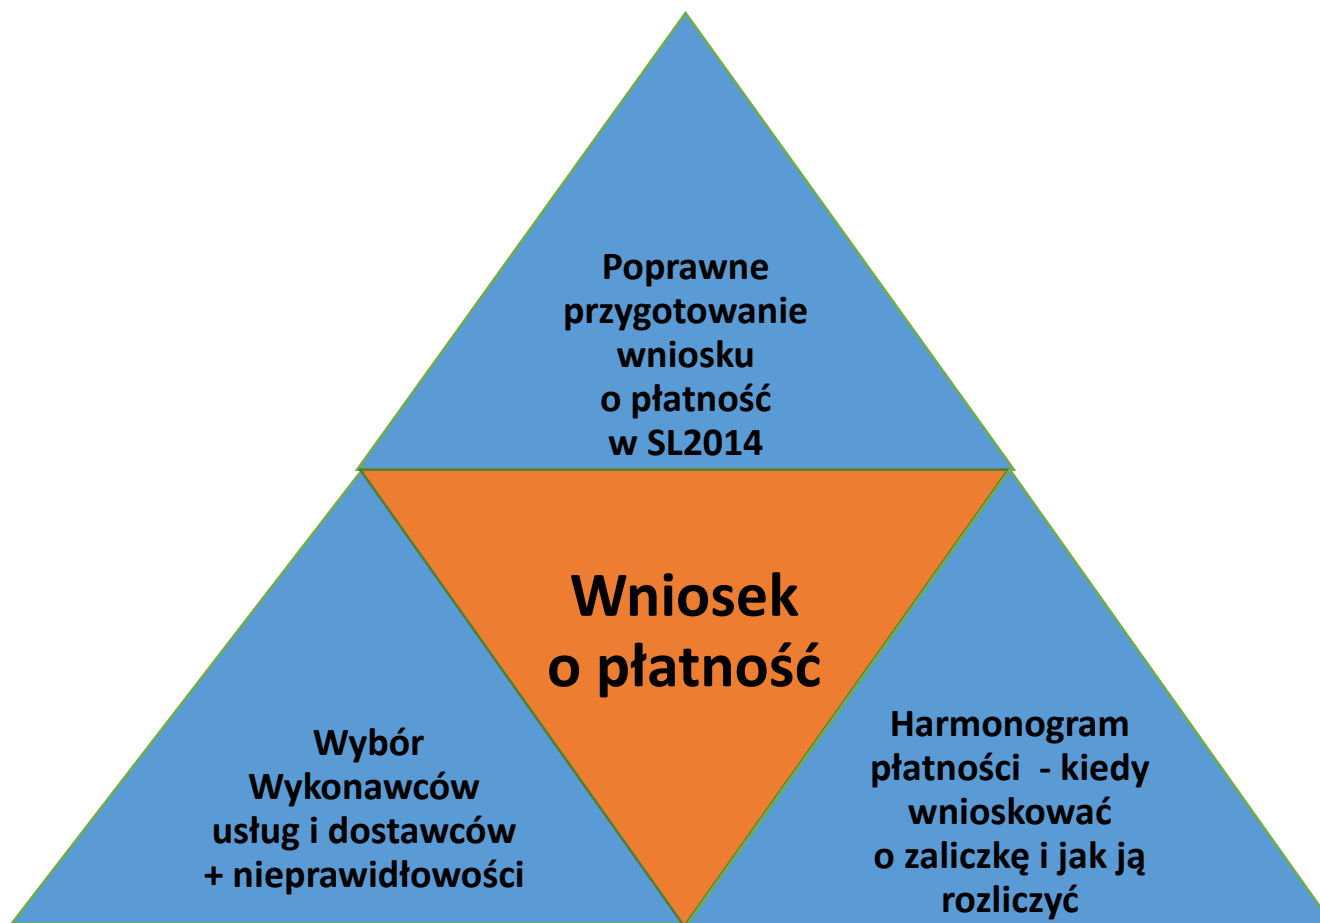 Poprawne
przygotowanie
wniosku
o płatność
w SL2014
Wniosek
o płatność
Wybór
Wykonawców
usług i dostawców
+ nieprawidłowości
Harmonogram
płatności - kiedy
wnioskować
o zaliczkę i jak ją
rozliczyć